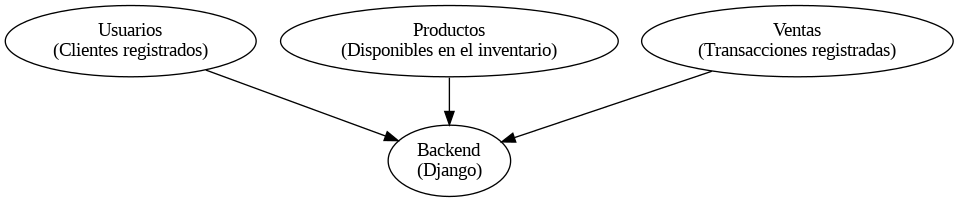 Usuarios
(Clientes registrados)
Productos
(Disponibles en el inventario)
Ventas
(Transacciones registradas)
Backend
(Django)